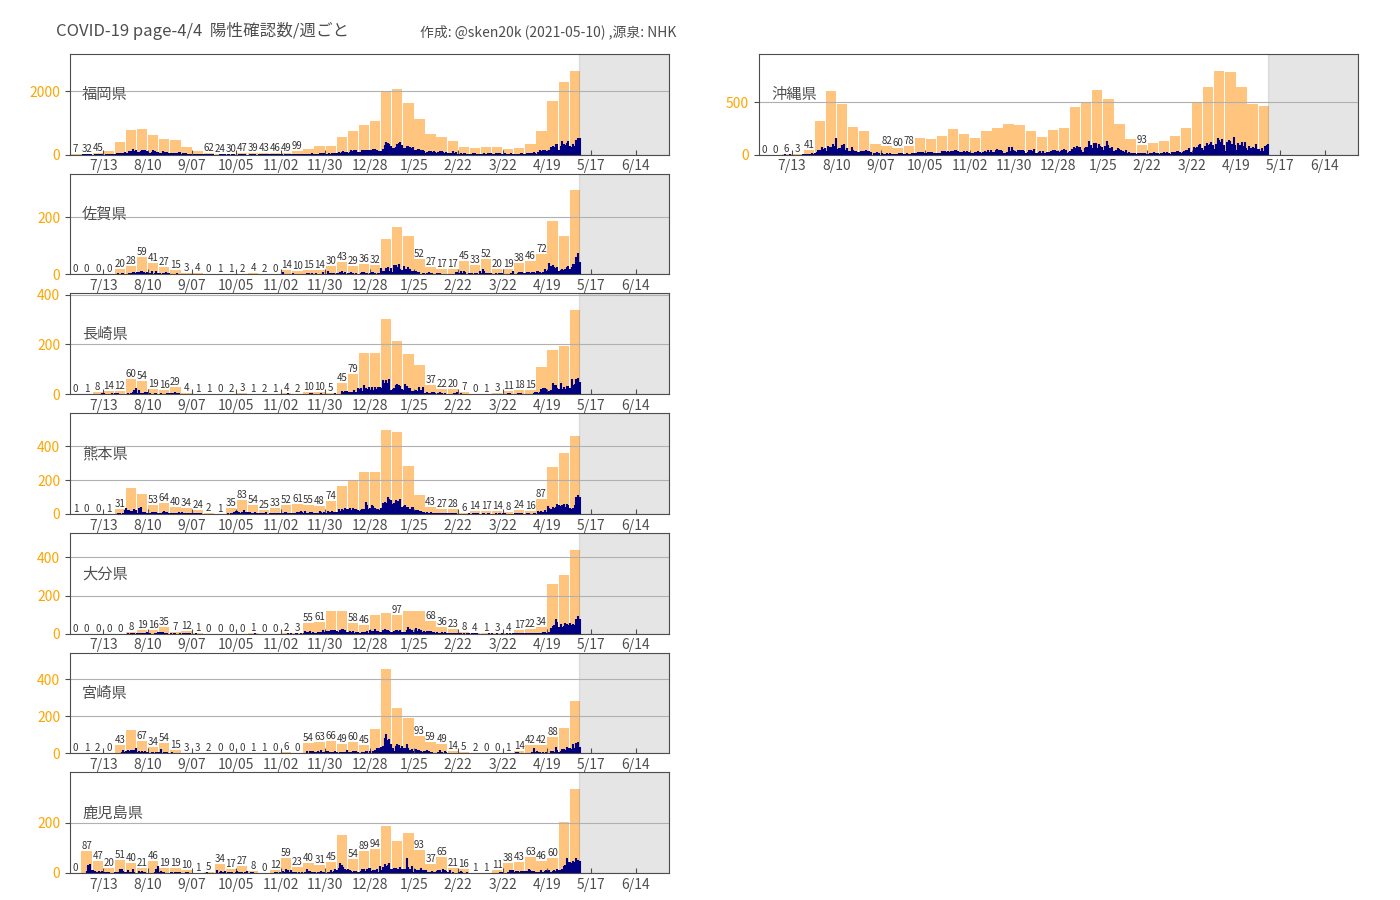 COVID-19 page-4/4 陽性確認数/週ごと
作成: @sken20k (2021-05-10) ,源泉: NHK
福岡県
2000
0
7 32 45 62 24 30 47 39 43 46 49 99
7/13 8/10 9/07 10/05 11/02 11/30 12/28 1/25 2/22 3/22 4/19 5/17 6/14
沖縄県
500
0
0 0 6 3 41 82 60 78 93
7/13 8/10 9/07 10/05 11/02 11/30 12/28 1/25 2/22 3/22 4/19 5/17 6/14
佐賀県
200
0
0 0 0 0 20 28 59 41 27 15 3 4 0 1 1 2 4 2 0 14 10 15 14 30 43 29 36 32 52 27 17 17 45 33 52 20 19 38 46 72
7/13 8/10 9/07 10/05 11/02 11/30 12/28 1/25 2/22 3/22 4/19 5/17 6/14
長崎県
400
200
0
0 1 8 14 12 60 54 19 16 29 4 1 1 0 2 3 1 2 1 4 2 10 10 5 45 79 37 22 20 7 0 1 3 11 18 15
7/13 8/10 9/07 10/05 11/02 11/30 12/28 1/25 2/22 3/22 4/19 5/17 6/14
熊本県
400
200
0
1 0 0 1 31 53 64 40 34 24 2 1 35 83 54 25 33 52 61 55 48 74 43 27 28 6 14 17 14 8 24 16 87
7/13 8/10 9/07 10/05 11/02 11/30 12/28 1/25 2/22 3/22 4/19 5/17 6/14
大分県
400
200
0
0 0 0 0 0 8 19 16 35 7 12 1 0 0 0 0 1 0 0 2 3 55 61 58 46 97 68 36 23 8 4 1 3 4 17 22 34
7/13 8/10 9/07 10/05 11/02 11/30 12/28 1/25 2/22 3/22 4/19 5/17 6/14
宮崎県
400
200
0
0 1 2 0 43 67 34 54 15 3 3 2 0 0 0 1 1 0 6 0 54 63 66 49 60 45 93 59 49 14 5 2 0 0 1 14 42 42 88
7/13 8/10 9/07 10/05 11/02 11/30 12/28 1/25 2/22 3/22 4/19 5/17 6/14
鹿児島県
200
0
0 87 47 20 51 40 21 46 19 19 10 1 5 34 17 27 8 0 12 59 23 40 31 45 54 89 94 93 37 65 21 16 1 1 11 38 43 63 46 60
7/13 8/10 9/07 10/05 11/02 11/30 12/28 1/25 2/22 3/22 4/19 5/17 6/14